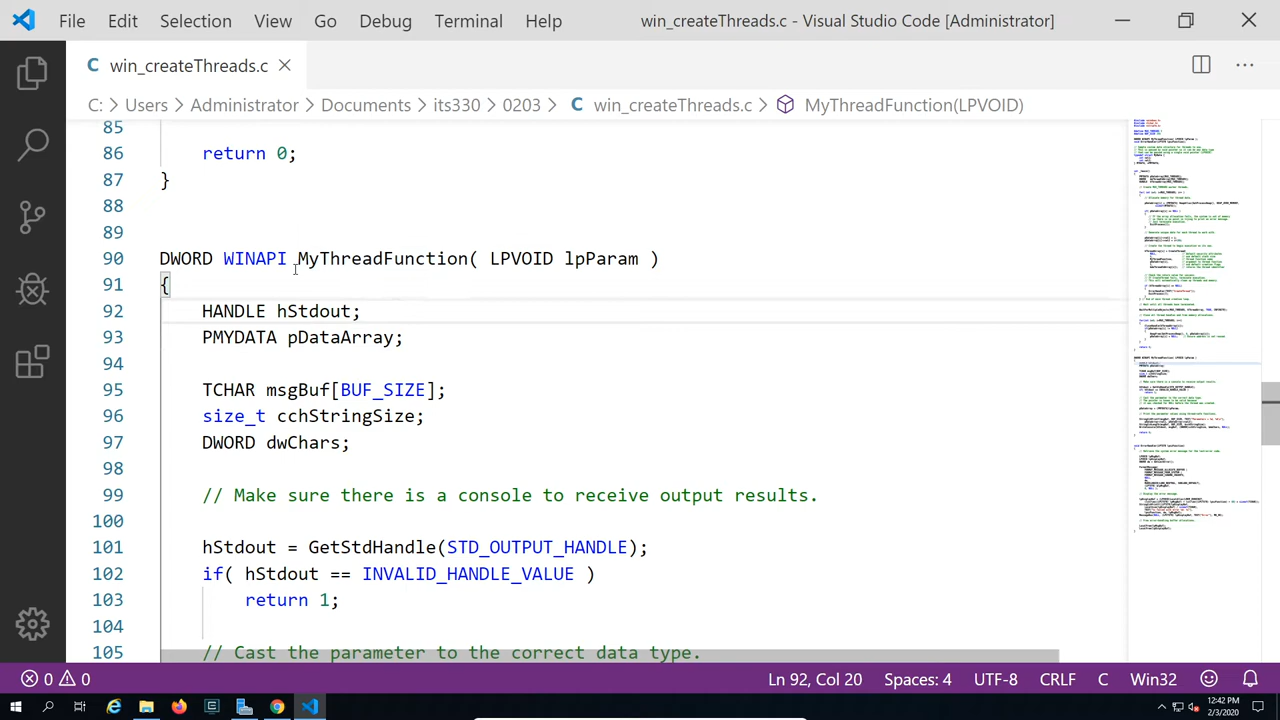 File Edit Selection View Go Debug Terminal Help win_createThreads.c - Visual Studio Code [Administrator]
C win_createThreads.c
C: > Users > Administrator > Documents > its330 > 0203 > C win_createThreads.c > MyThreadFunction(LPVOID)
85
86 return 0;
87 }
88
89
90 DWORD WINAPI MyThreadFunction( LPVOID lpParam )
91 {
92 HANDLE hStdout;
93 PMYDATA pDataArray;
94
95 TCHAR msgBuf[BUF_SIZE];
96 size_t cchStringSize;
97 DWORD dwChars;
98
99 // Make sure there is a console to receive output results.
100
101 hStdout = GetStdHandle(STD_OUTPUT_HANDLE);
102 if( hStdout == INVALID_HANDLE_VALUE )
103 return 1;
104
105 // Cast the parameter to the correct data type.
0 0 Ln 92, Col 20 Spaces: 4 UTF-8 CRLF C Win32
12:42 PM
2/3/2020